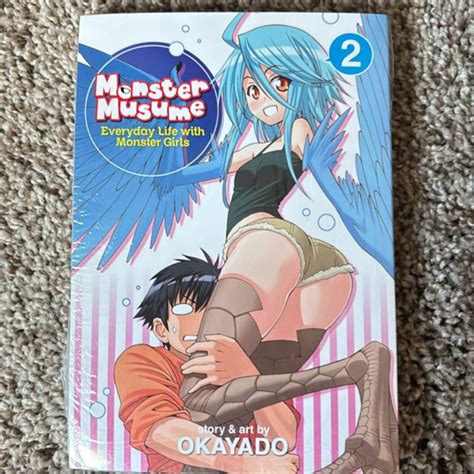 2
Monster
Musume
Everyday Life with
Monster Girls
story & art by
OKAYADO